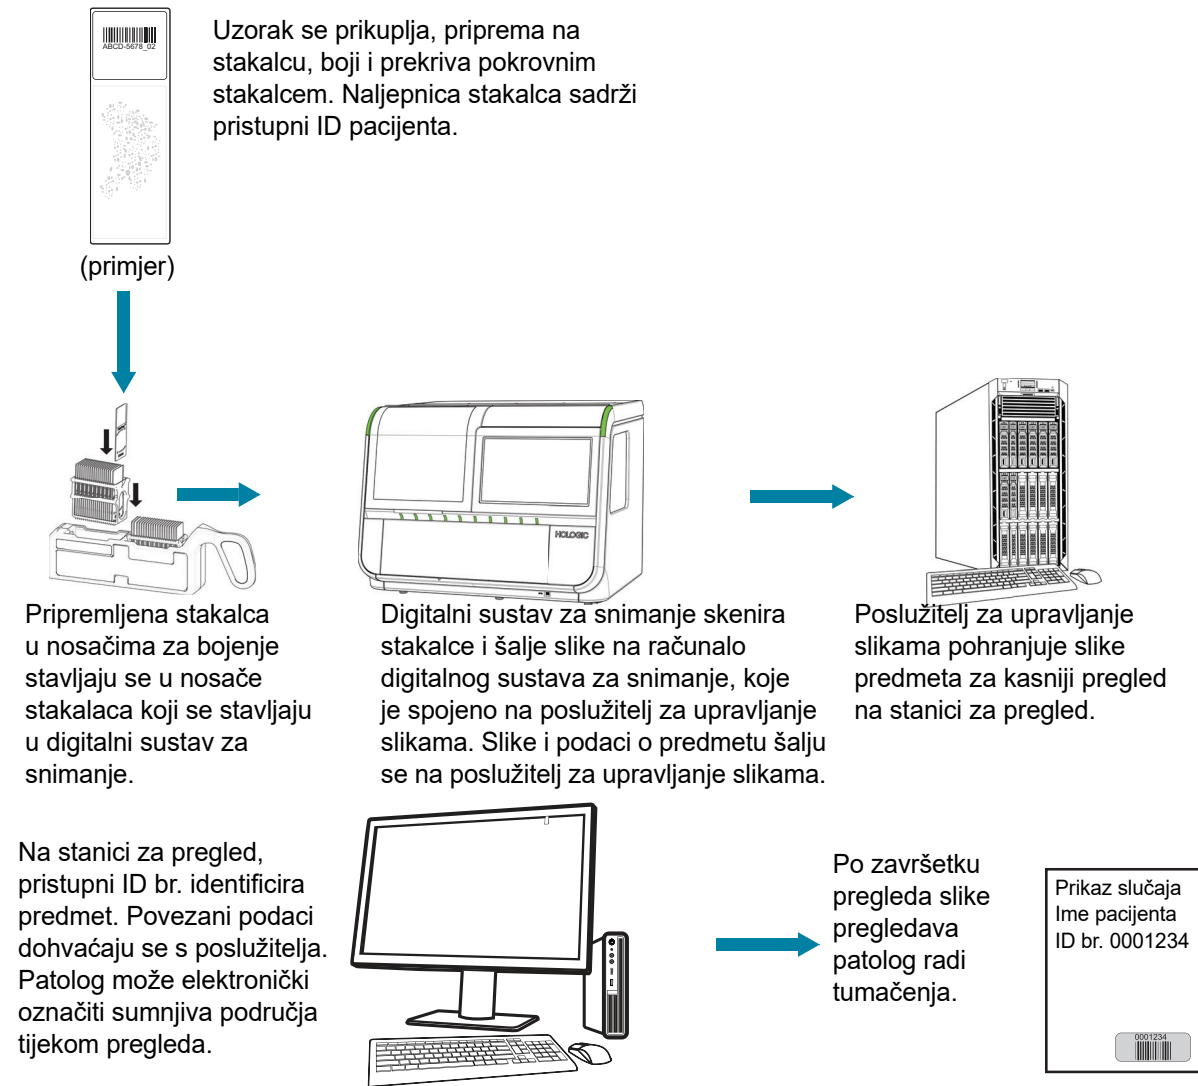 ABCD-5678_02
Uzorak se prikuplja, priprema na
stakalcu, boji i prekriva pokrovnim
stakalcem. Naljepnica stakalca sadrži
pristupni ID pacijenta.
(primjer)
HOLOGIC
Pripremljena stakalca
u nosačima za bojenje
stavljaju se u nosače
stakalaca koji se stavljaju
u digitalni sustav za
snimanje.
Digitalni sustav za snimanje skenira
stakalce i šalje slike na računalo
digitalnog sustava za snimanje, koje
je spojeno na poslužitelj za upravljanje
slikama. Slike i podaci o predmetu šalju
se na poslužitelj za upravljanje slikama.
Poslužitelj za upravljanje
slikama pohranjuje slike
predmeta za kasniji pregled
na stanici za pregled.
Na stanici za pregled,
pristupni ID br. identificira
predmet. Povezani podaci
dohvaćaju se s poslužitelja.
Patolog može elektronički
označiti sumnjiva područja
tijekom pregleda.
Po završetku
pregleda slike
pregledava
patolog radi
tumačenja.
Prikaz slučaja
Ime pacijenta
ID br. 0001234
0001234